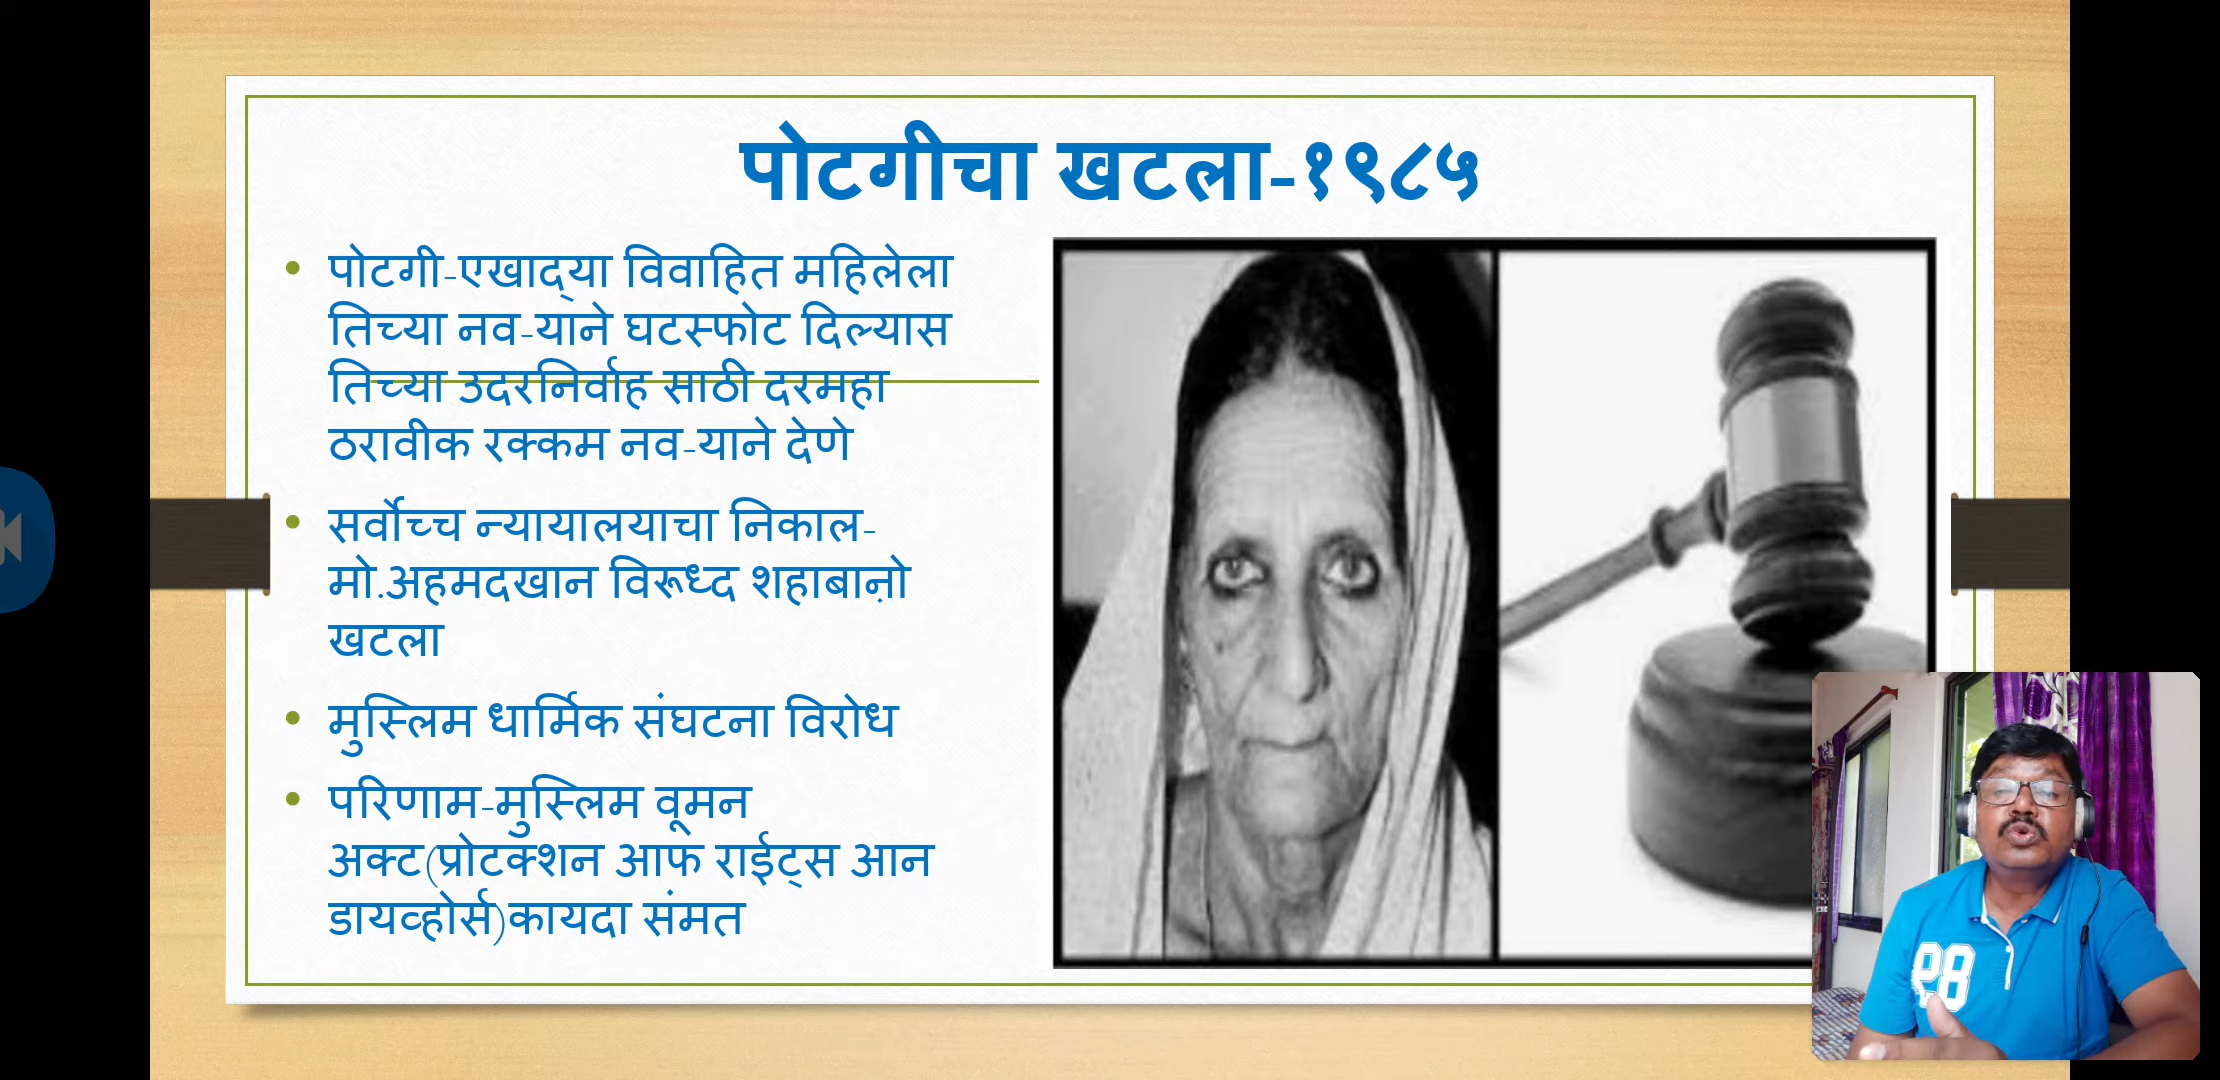 पोटगीचा खटला-१९८५
• पोटगी-एखाद्‌या विवाहित महिलेला
तिच्या नव-याने घटस्फोट दिल्यास
तिच्या उदरनिर्वाह साठी दरमहा
ठरावीक रक्कम नव-याने देणे
• सर्वोच्च न्यायालयाचा निकाल-
मो.अहमदखान विरूध्द शहाबाऩो
खटला
• मुस्लिम धार्मिक संघटना विरोध
• परिणाम-मुस्लिम वूमन
अक्ट(प्रोटक्शन आफ राईट्स आन
डायव्होर्स)कायदा संमत
98